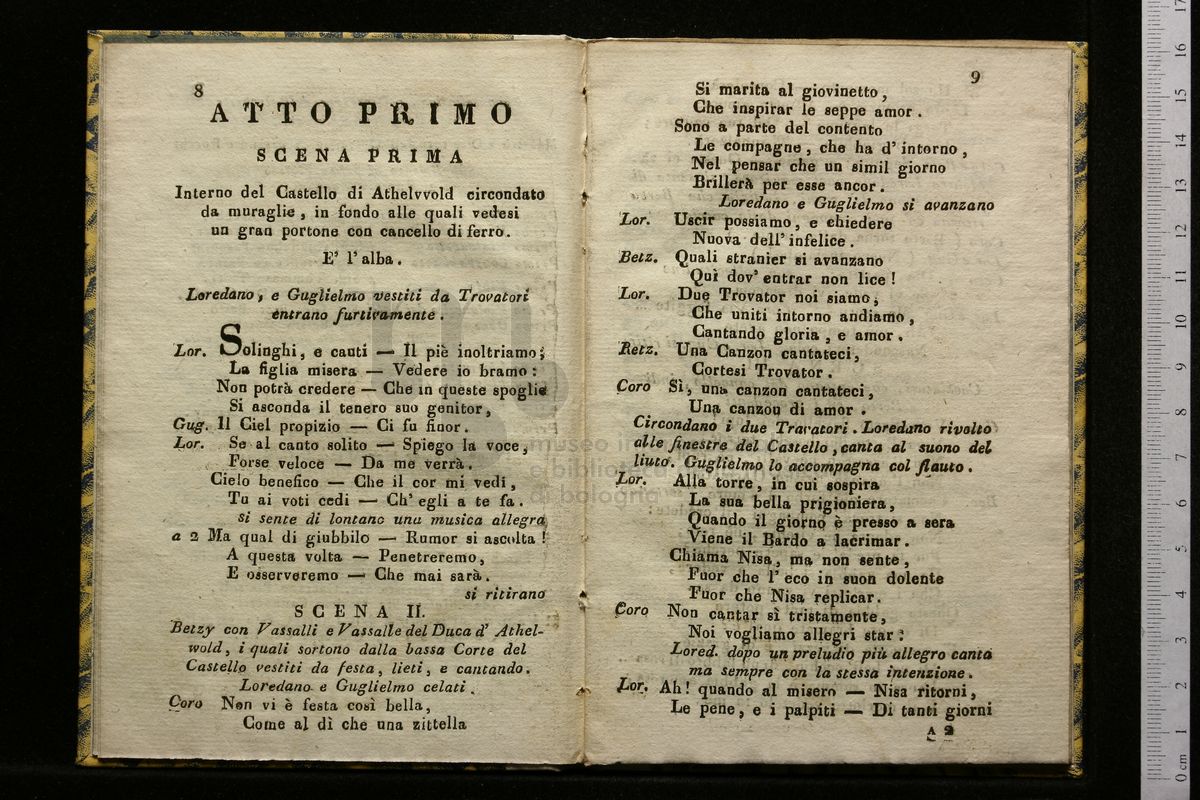 8
ATTO PRIMO
SCENA PRIMA
Interno del Castello di Athelvvold circondato
da muraglie, in fondo alle quali vedesi
un gran portone con cancello di ferro.
E' l'alba.
Loredano, e Guglielmo vestiti da Trovatori
entrano furtivamente.
Lor. Solinghi, e cauti — Il piè inoltriamo;
La figlia misera — Vedere io bramo:
Non potrà credere — Che in queste spoglie
Si asconda il tenero suo genitor,
Gug. Il Ciel propizio — Ci fu finor.
Lor. Se al canto solito — Spiego la voce,
Forse veloce — Da me verrà.
Cielo benefico — Che il cor mi vedi,
Tu ai voti cedi — Ch'egli a te fa.
si sente di lontano una musica allegra
a 2 Ma qual di giubbilo — Rumor si ascolta!
A questa volta — Penetreremo,
E osserveremo — Che mai sarà.
si ritirano
SCENA II.
Betzy con Vassalli e Vassalle del Duca d' Athel-
wold, i quali sortono dalla bassa Corte del
Castello vestiti da festa, lieti, e cantando.
Loredano e Guglielmo celati.
Coro Non vi è festa così bella,
Come al dì che una zittella
9
Si marita al giovinetto,
Che inspirar le seppe amor.
Sono a parte del contento
Le compagne, che ha d'intorno,
Nel pensar che un simil giorno
Brillerà per esse ancor.
Loredano e Guglielmo si avanzano
Lor. Uscir possiamo, e chiedere
Nuova dell'infelice.
Betz. Quali stranier si avanzano
Quì dov' entrar non lice!
Lor. Due Trovator noi siamo,
Che uniti intorno andiamo,
Cantando gloria, e amor.
Betz. Una Canzon cantateci,
Cortesi Trovator.
Coro Sì, una canzon cantateci,
Una canzon di amor.
Circondano i due Trovatori. Loredano rivolto
alle finestre del Castello, canta al suono del
liuto. Guglielmo lo accompagna col flauto.
Lor. Alla torre, in cui sospira
La sua bella prigioniera,
Quando il giorno è presso a sera
Viene il Bardo a lacrimar.
Chiama Nisa, ma non sente,
Fuor che l'eco in suon dolente
Fuor che Nisa replicar.
Coro Non cantar sì tristamente,
Noi vogliamo allegri star:
Lored. dopo un preludio più allegro canta
ma sempre con la stessa intenzione.
Lor. Ah! quando al misero — Nisa ritorni,
Le pene, e i palpiti — Di tanti giorni
A 2